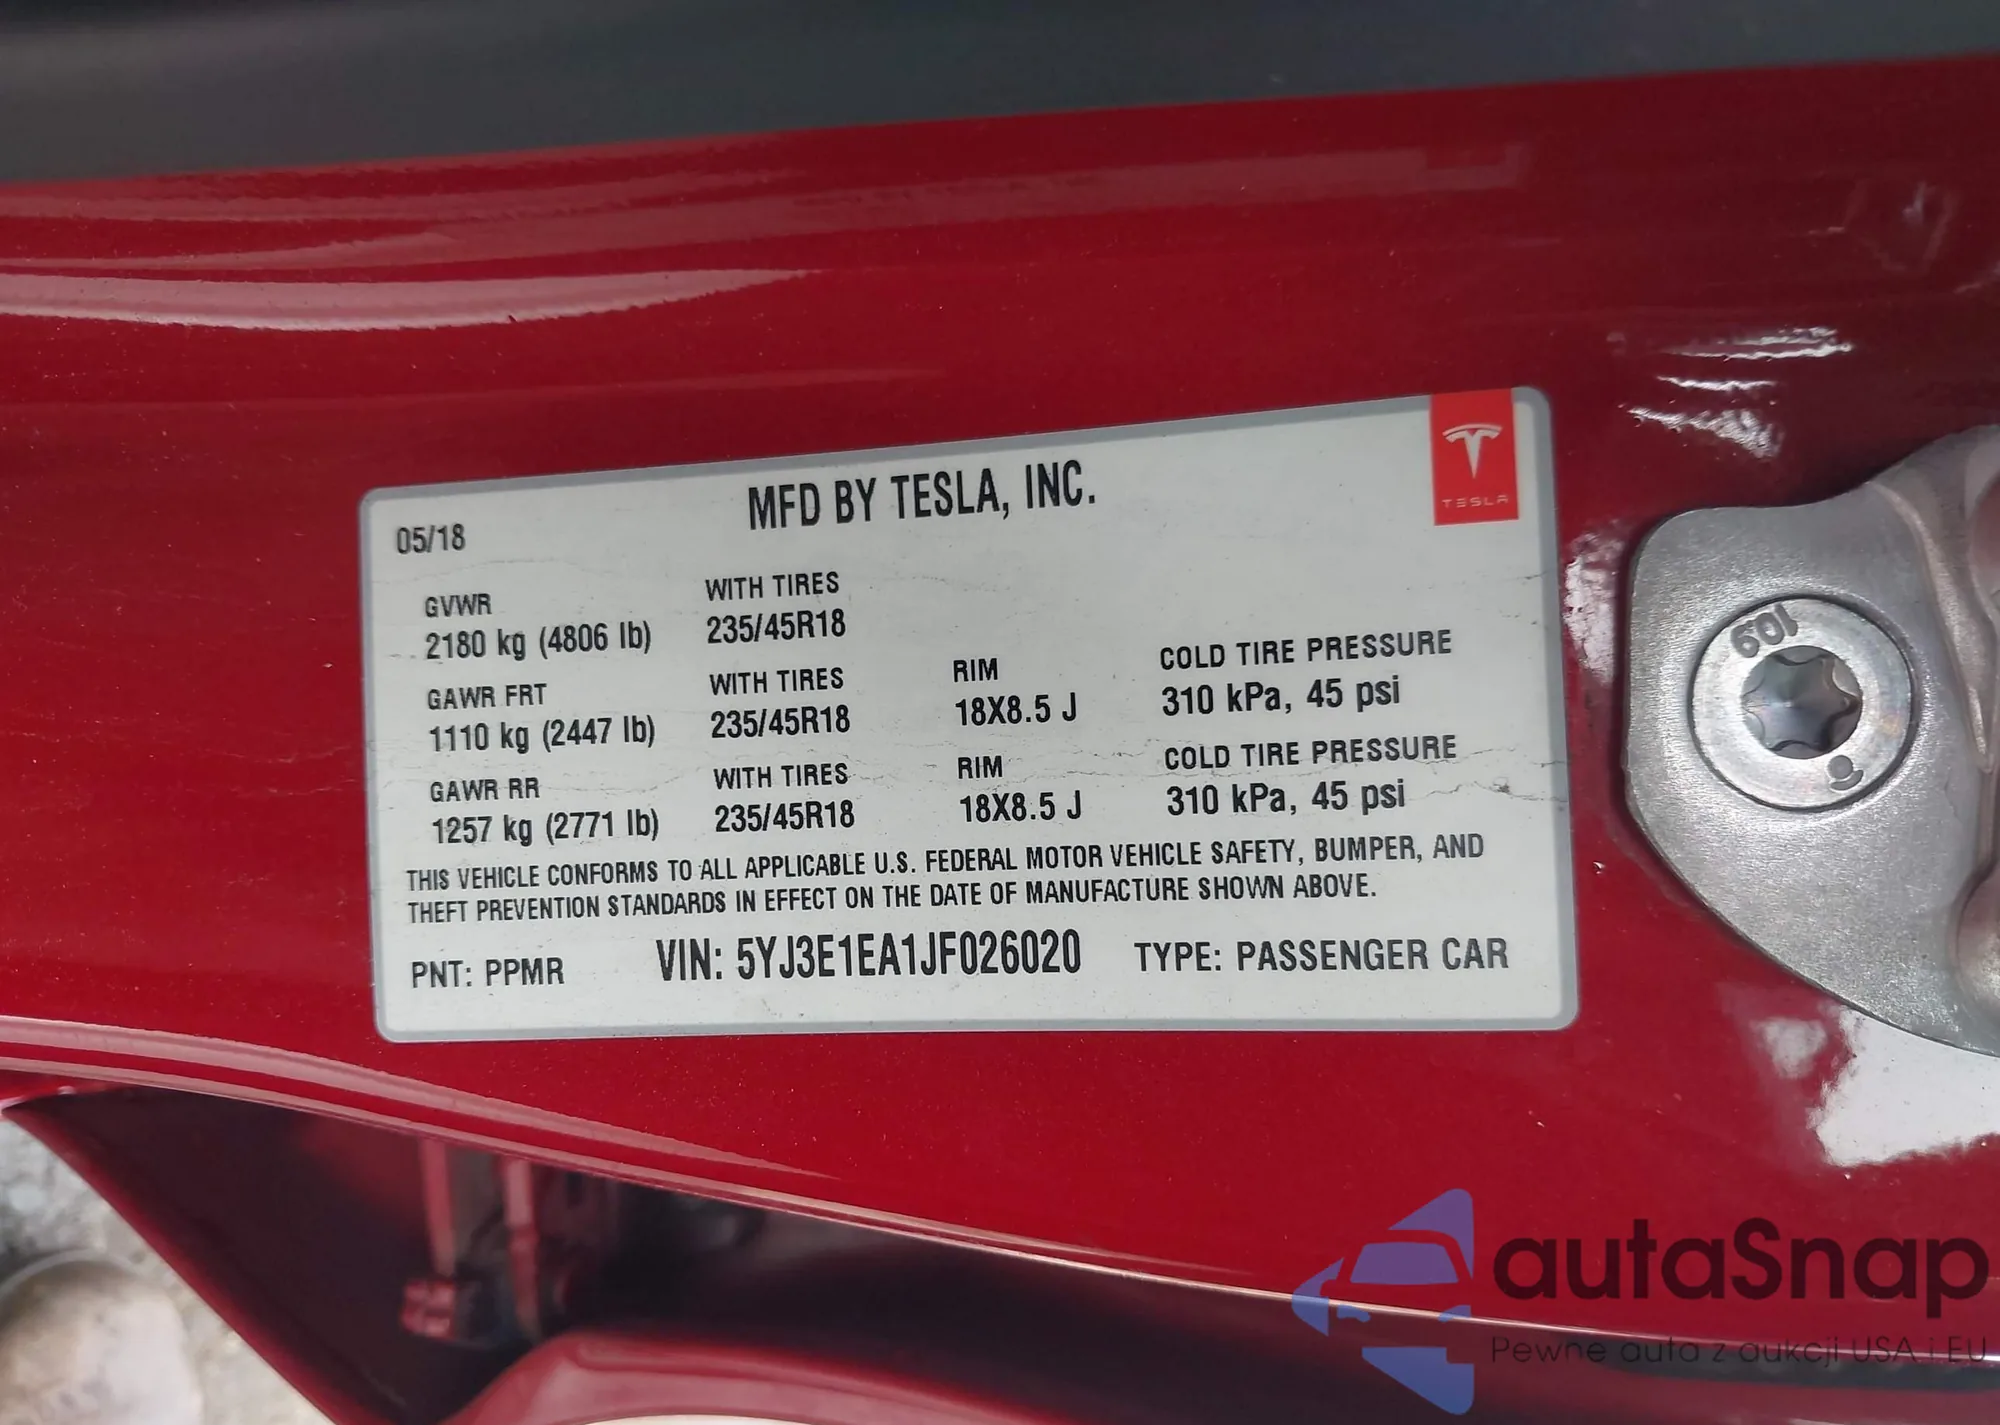 MFD BY TESLA, INC.
TESLA
05/18
GVWR
2180 kg (4806 lb)
WITH TIRES
235/45R18
GAWR FRT
1110 kg (2447 lb)
WITH TIRES
235/45R18
RIM
18X8.5 J
COLD TIRE PRESSURE
310 kPa, 45 psi
GAWR RR
1257 kg (2771 lb)
WITH TIRES
235/45R18
RIM
18X8.5 J
COLD TIRE PRESSURE
310 kPa, 45 psi
THIS VEHICLE CONFORMS TO ALL APPLICABLE U.S. FEDERAL MOTOR VEHICLE SAFETY, BUMPER, AND
THEFT PREVENTION STANDARDS IN EFFECT ON THE DATE OF MANUFACTURE SHOWN ABOVE.
PNT: PPMR
VIN: 5YJ3E1EA1JF026020
TYPE: PASSENGER CAR
109
autaSnap
Pewne auta z aukcji USA i EU